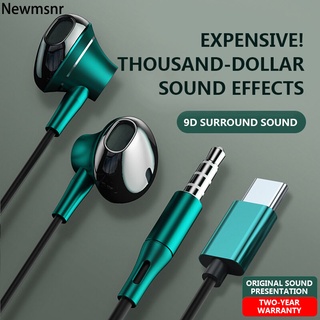 Newmsnr
EXPENSIVE!
THOUSAND-DOLLAR
SOUND EFFECTS
9D SURROUND SOUND
ORIGINAL SOUND
PRESENTATION
TWO-YEAR
WARRANTY